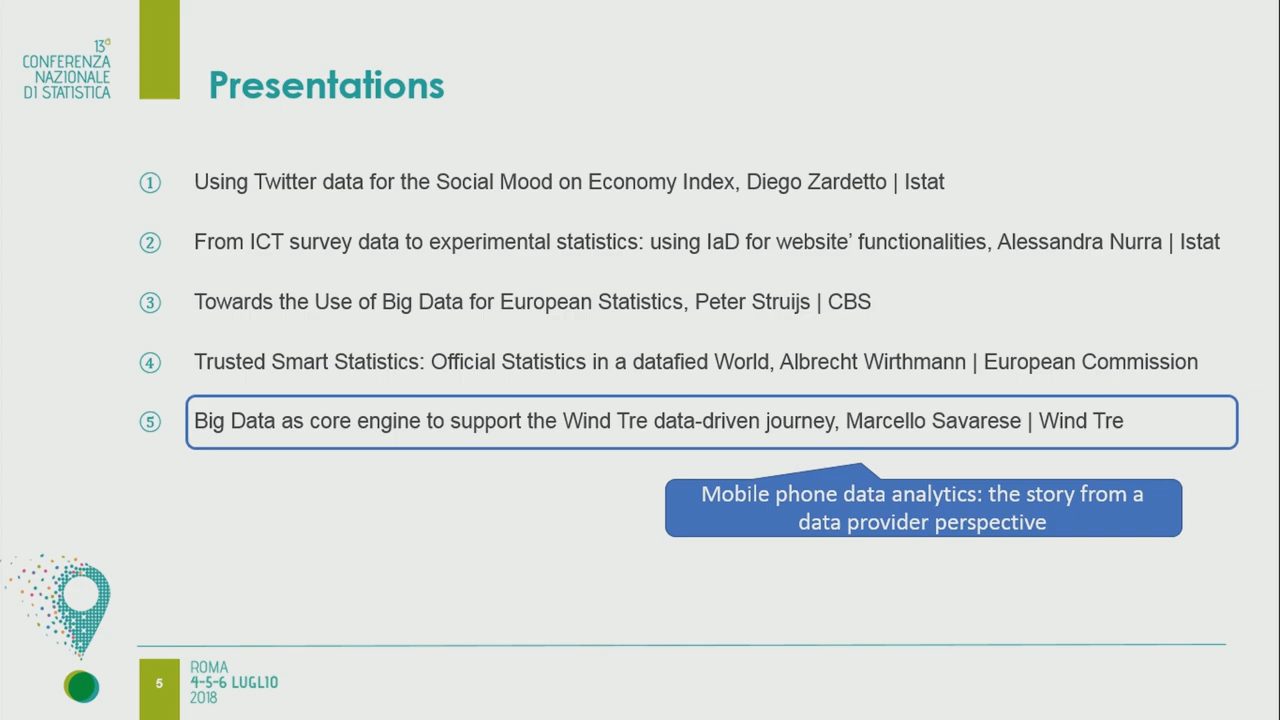 13ª
CONFERENZA
NAZIONALE
DI STATISTICA
Presentations
① Using Twitter data for the Social Mood on Economy Index, Diego Zardetto | Istat
② From ICT survey data to experimental statistics: using IaD for website’ functionalities, Alessandra Nurra | Istat
③ Towards the Use of Big Data for European Statistics, Peter Struijs | CBS
④ Trusted Smart Statistics: Official Statistics in a datafied World, Albrecht Wirthmann | European Commission
⑤ Big Data as core engine to support the Wind Tre data-driven journey, Marcello Savarese | Wind Tre
Mobile phone data analytics: the story from a
data provider perspective
5
ROMA
4-5-6 LUGLIO
2018